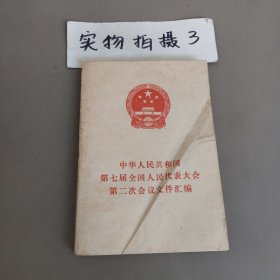 实物拍摄3
中华人民共和国
第七届全国人民代表大会
第二次会议文件汇编